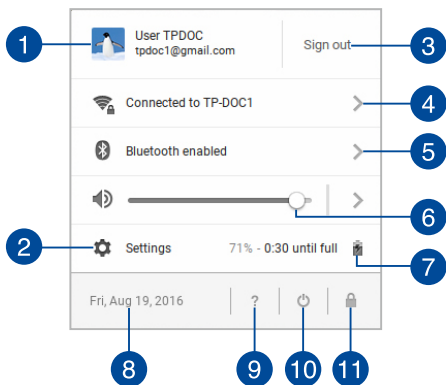 1
User TPDOC
tpdoc1@gmail.com
Sign out
3
Connected to TP-DOC1
4
Bluetooth enabled
5
6
2
Settings
71% - 0:30 until full
7
Fri, Aug 19, 2016
?
8
9
10
11